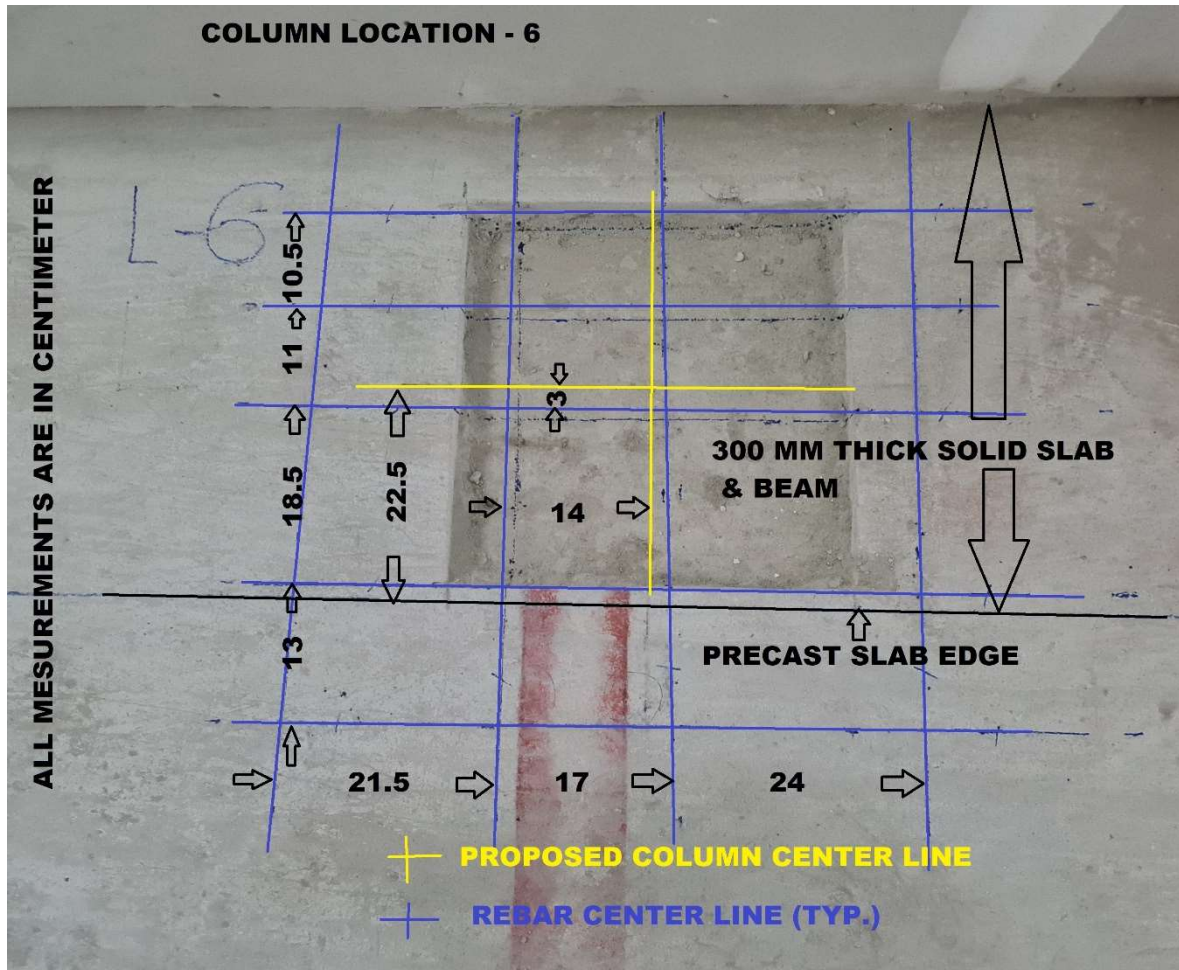 COLUMN LOCATION - 6
ALL MESUREMENTS ARE IN CENTIMETER
L-6
10.5
11
3
18.5
22.5
14
300 MM THICK SOLID SLAB
& BEAM
13
PRECAST SLAB EDGE
21.5
17
24
PROPOSED COLUMN CENTER LINE
REBAR CENTER LINE (TYP.)